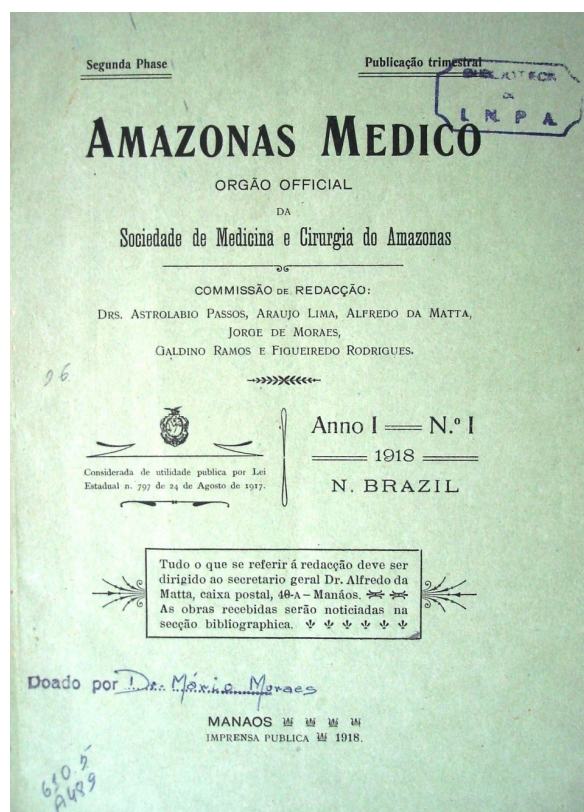 Segunda Phase
Publicação trimestral
BIBLIOTECA
I. N. P. A.
AMAZONAS MEDICO
ORGÃO OFFICIAL
DA
Sociedade de Medicina e Cirurgia do Amazonas
COMMISSÃO DE REDACÇÃO:
DRS. ASTROLABIO PASSOS, ARAUJO LIMA, ALFREDO DA MATTA,
JORGE DE MORAES,
GALDINO RAMOS E FIGUEIREDO RODRIGUES.
96
Anno I — N.º I
1918
N. BRAZIL
Considerada de utilidade publica por Lei
Estadual n. 797 de 24 de Agosto de 1917.
Tudo o que se referir á redacção deve ser
dirigido ao secretario geral Dr. Alfredo da
Matta, caixa postal, 49-A – Manáos.
As obras recebidas serão noticiadas na
secção bibliographica.
Doado por Dr. Mário Moraes
MANAOS
IMPRENSA PUBLICA 1918.
610.5
A489